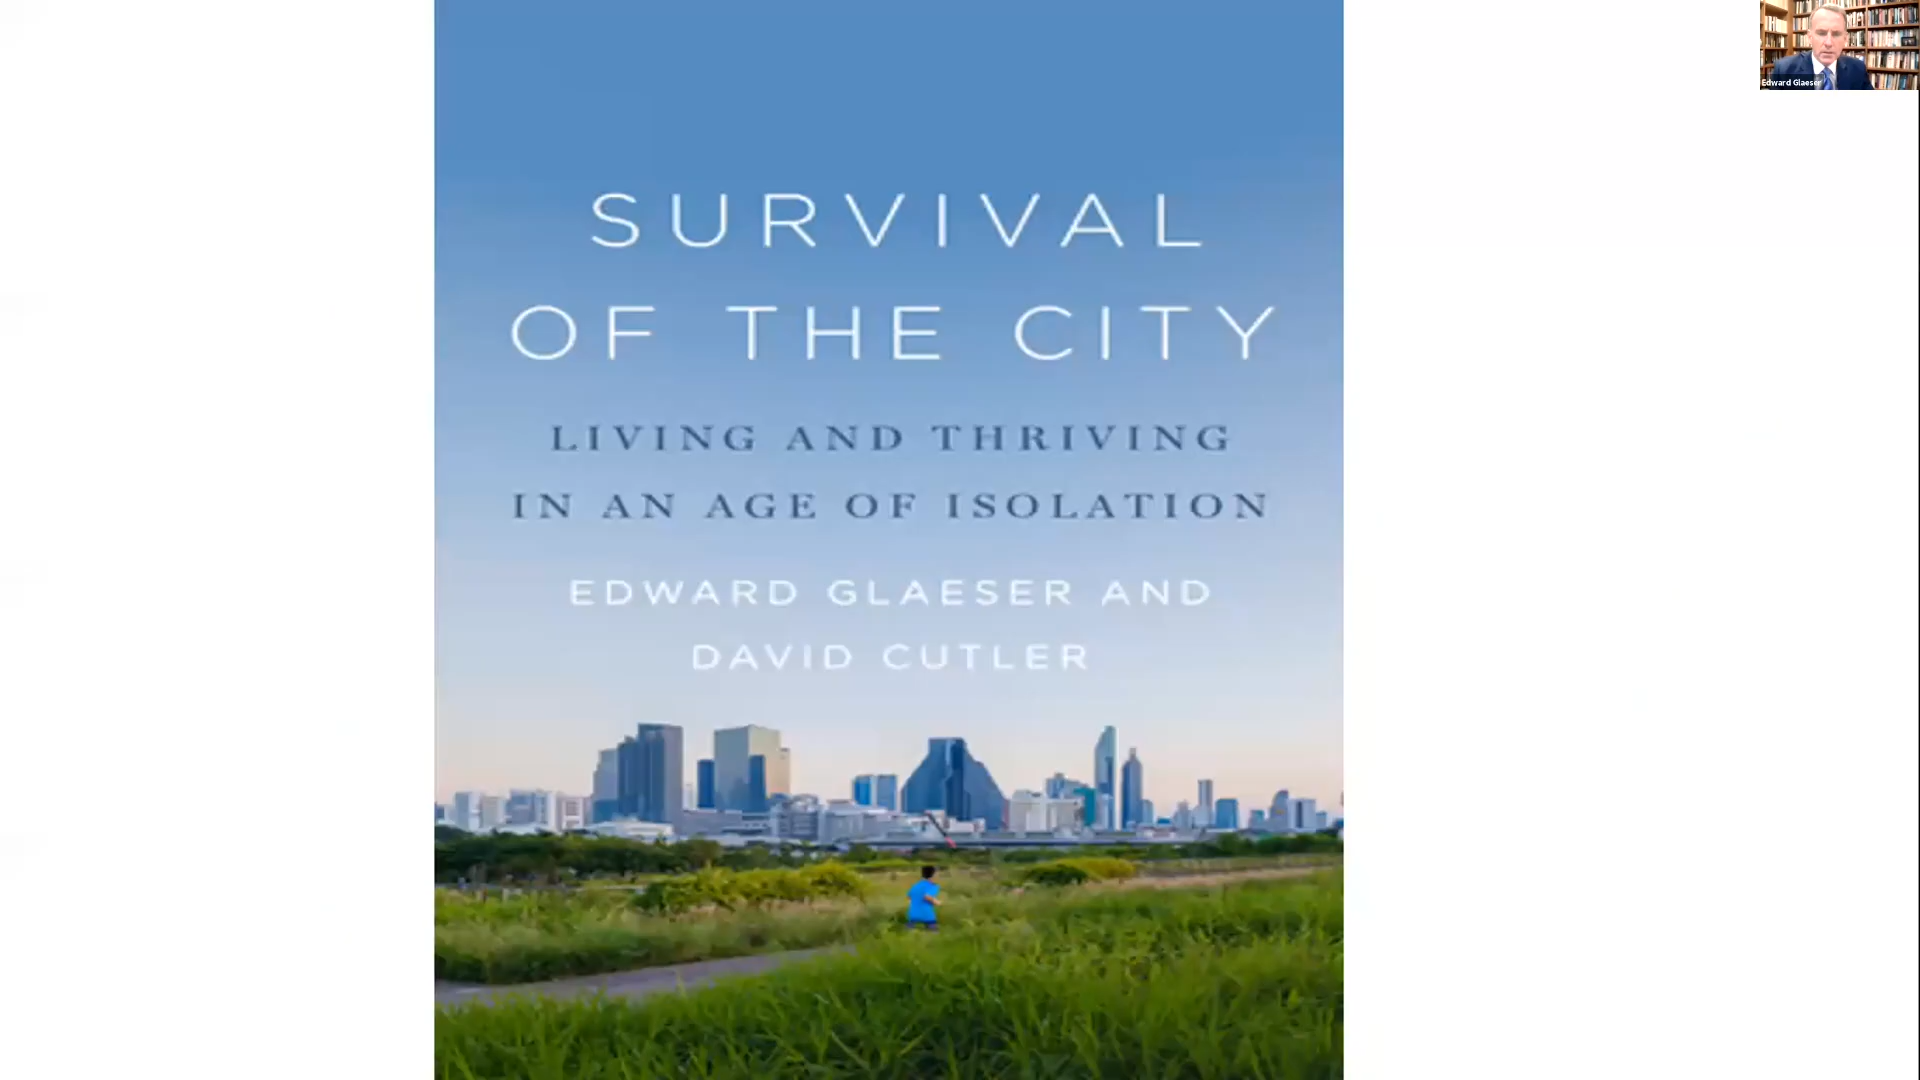 SURVIVAL
OF THE CITY
LIVING AND THRIVING
IN AN AGE OF ISOLATION
EDWARD GLAESER AND
DAVID CUTLER
Edward Glaeser